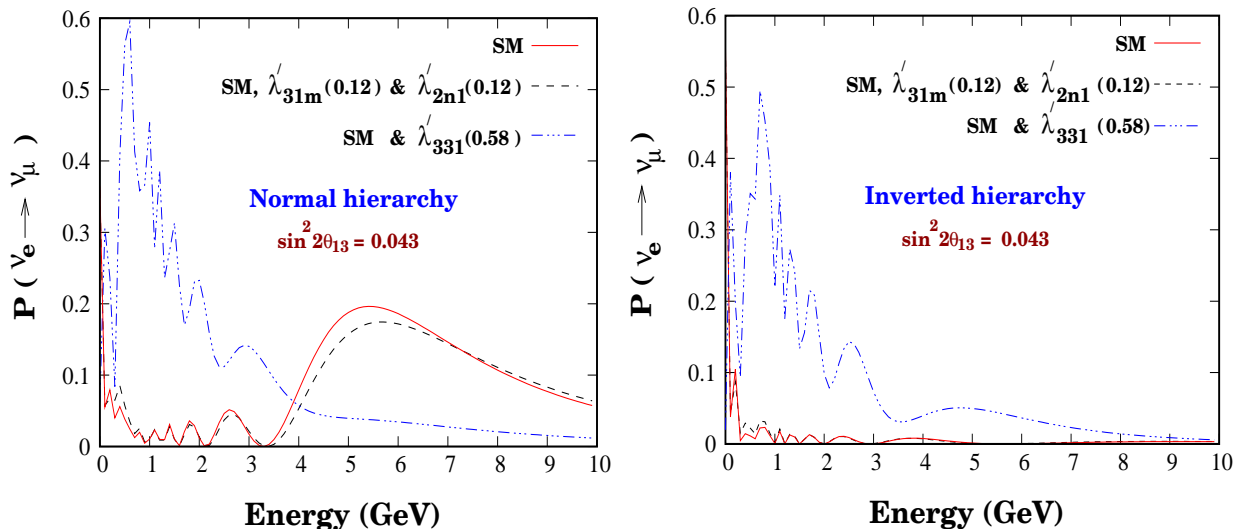 0.6
0.5
0.4
0.3
0.2
0.1
0
P ( νe → νμ )
SM
SM, λ′31m(0.12) & λ′2n1(0.12)
SM & λ′331(0.58)
Normal hierarchy
sin²2θ13 = 0.043
0 1 2 3 4 5 6 7 8 9 10
Energy (GeV)
0.6
0.5
0.4
0.3
0.2
0.1
0
P ( νe → νμ )
SM
SM, λ′31m(0.12) & λ′2n1(0.12)
SM & λ′331 (0.58)
Inverted hierarchy
sin²2θ13 = 0.043
0 1 2 3 4 5 6 7 8 9 10
Energy (GeV)